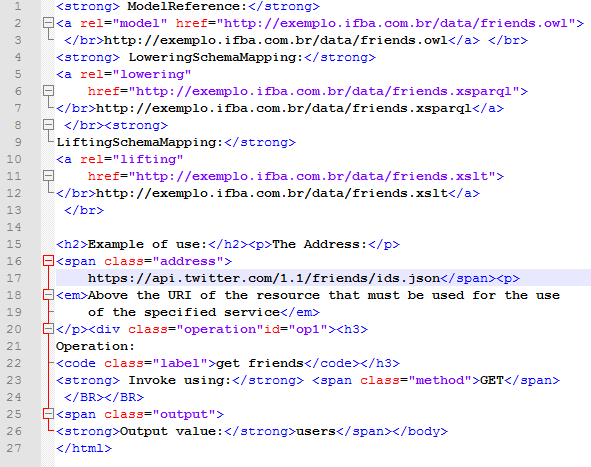 1 <strong> ModelReference:</strong>
2 <a rel="model" href="http://exemplo.ifba.com.br/data/friends.owl">
3 </br>http://exemplo.ifba.com.br/data/friends.owl</a> </br>
4 <strong> LoweringSchemaMapping:</strong>
5 <a rel="lowering"
6 href="http://exemplo.ifba.com.br/data/friends.xsparql">
7 </br>http://exemplo.ifba.com.br/data/friends.xsparql</a>
8 </br><strong>
9 LiftingSchemaMapping:</strong>
10 <a rel="lifting"
11 href="http://exemplo.ifba.com.br/data/friends.xslt">
12 </br>http://exemplo.ifba.com.br/data/friends.xslt</a>
13 </br>
14
15 <h2>Example of use:</h2><p>The Address:</p>
16 <span class="address">
17 https://api.twitter.com/1.1/friends/ids.json</span><p>
18 <em>Above the URI of the resource that must be used for the use
19 of the specified service</em>
20 </p><div class="operation"id="op1"><h3>
21 Operation:
22 <code class="label">get friends</code></h3>
23 <strong> Invoke using:</strong> <span class="method">GET</span>
24 </BR></BR>
25 <span class="output">
26 <strong>Output value:</strong>users</span></body>
27 </html>